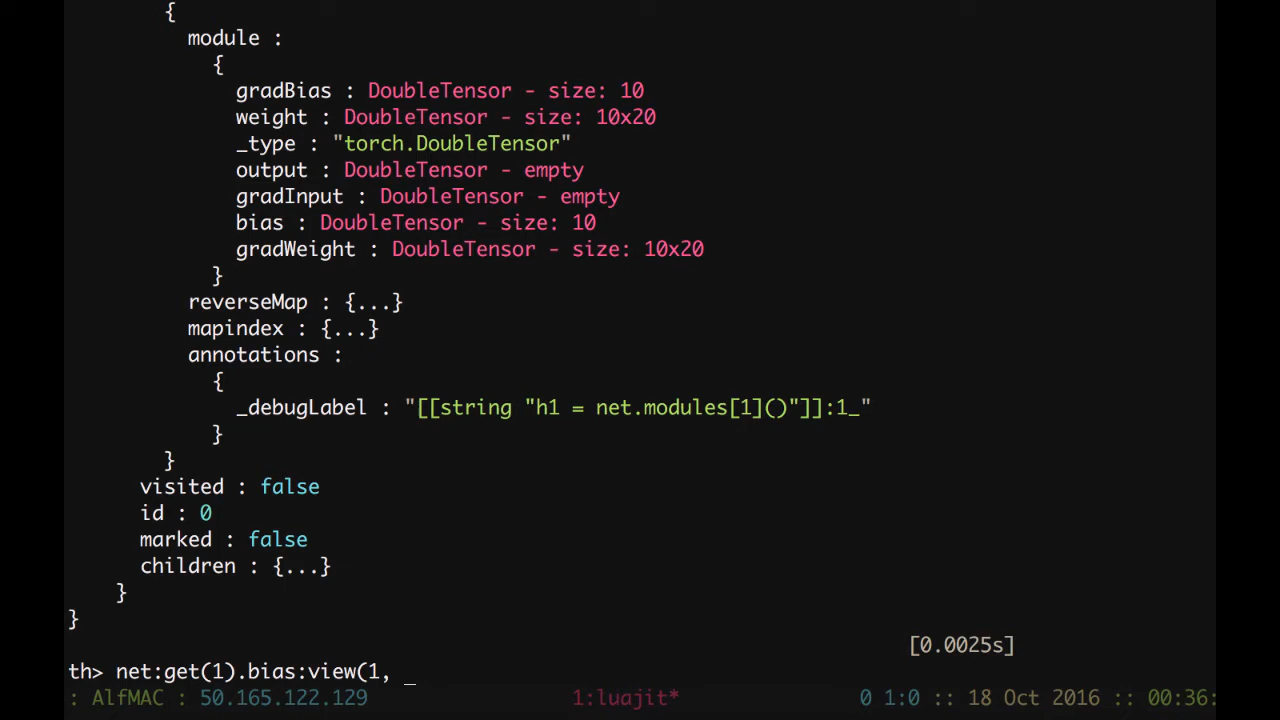 {
module :
{
gradBias : DoubleTensor - size: 10
weight : DoubleTensor - size: 10x20
_type : "torch.DoubleTensor"
output : DoubleTensor - empty
gradInput : DoubleTensor - empty
bias : DoubleTensor - size: 10
gradWeight : DoubleTensor - size: 10x20
}
reverseMap : {...}
mapindex : {...}
annotations :
{
_debugLabel : "[[string "h1 = net.modules[1]()"]]:1_"
}
}
visited : false
id : 0
marked : false
children : {...}
}
}
[0.0025s]
th> net:get(1).bias:view(1, _
: AlfMAC : 50.165.122.129 1:luajit* 0 1:0 :: 18 Oct 2016 :: 00:36: